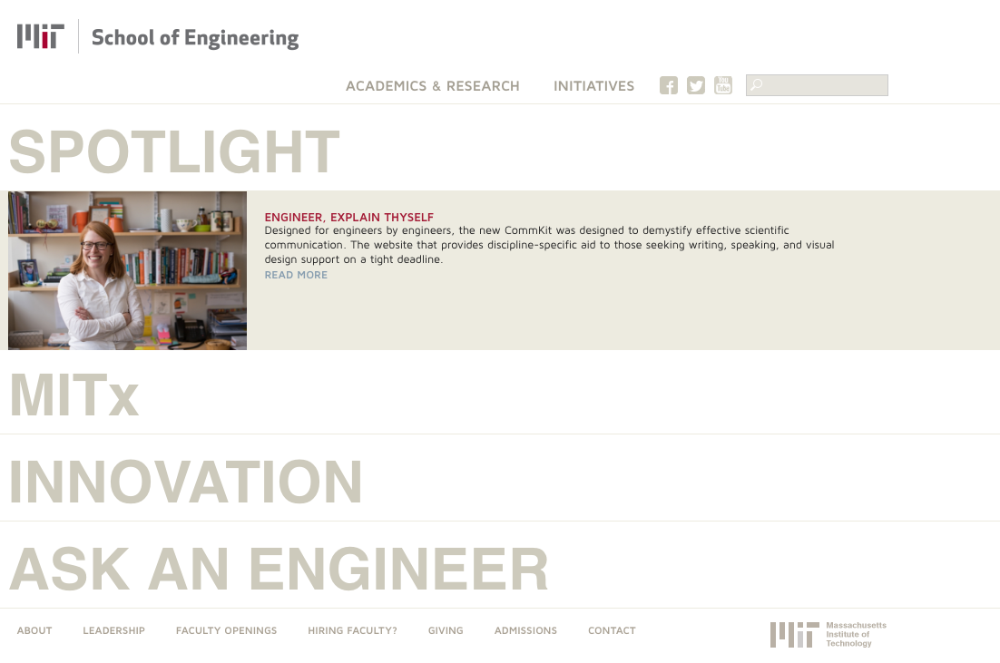 MIT School of Engineering
ACADEMICS & RESEARCH INITIATIVES You Tube
SPOTLIGHT
ENGINEER, EXPLAIN THYSELF
Designed for engineers by engineers, the new CommKit was designed to demystify effective scientific
communication. The website that provides discipline-specific aid to those seeking writing, speaking, and visual
design support on a tight deadline.
READ MORE
MITx
INNOVATION
ASK AN ENGINEER
ABOUT LEADERSHIP FACULTY OPENINGS HIRING FACULTY? GIVING ADMISSIONS CONTACT
MIT Massachusetts
Institute of
Technology